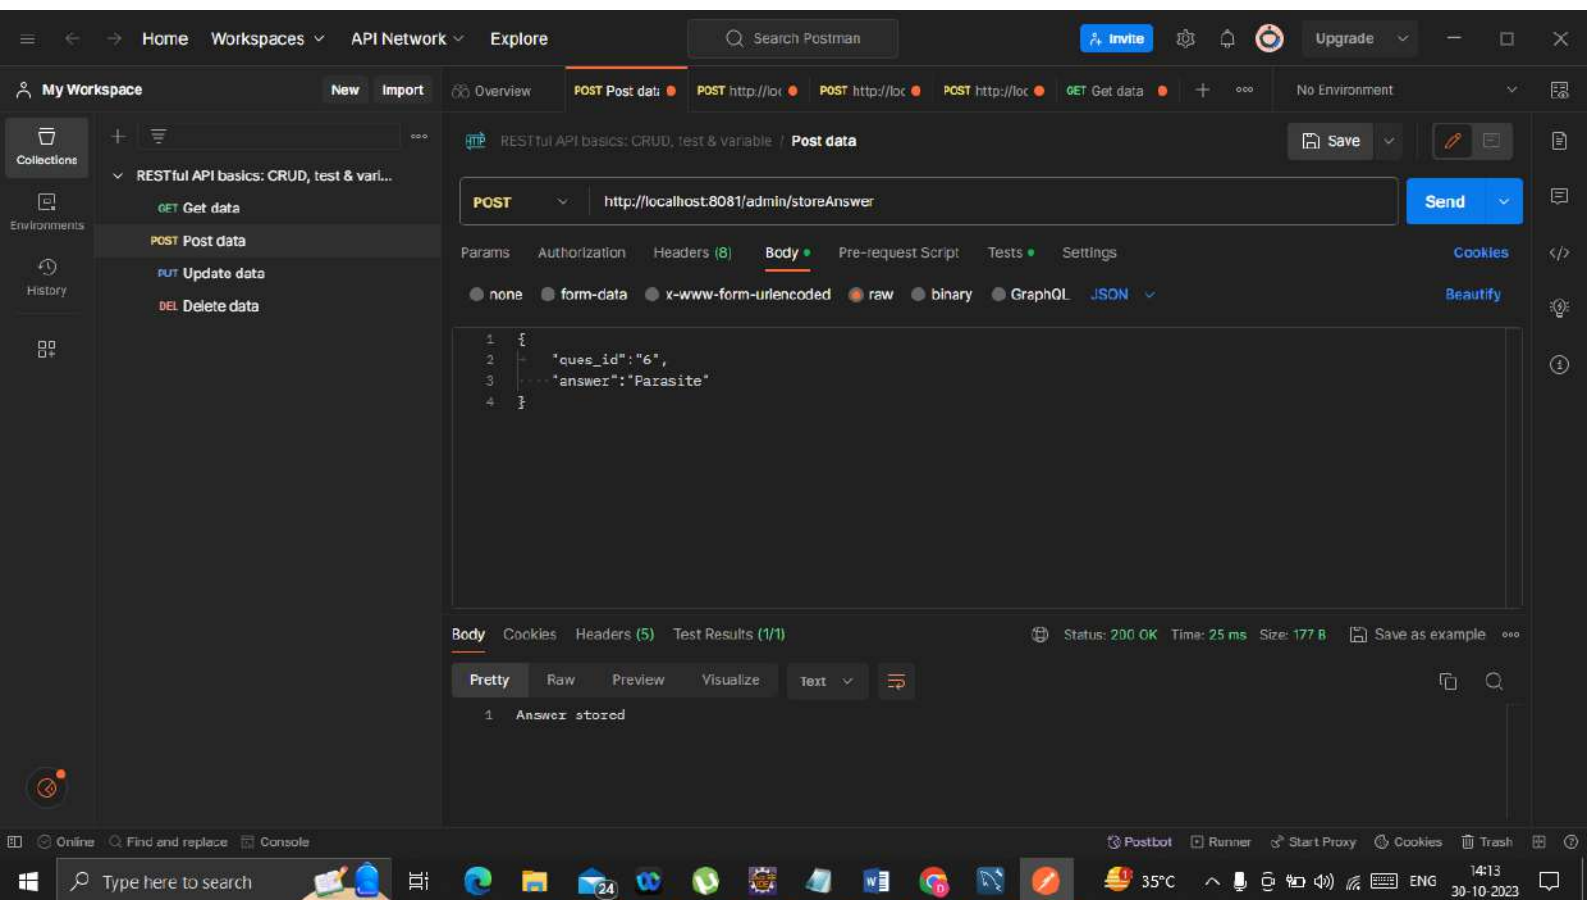 Home Workspaces API Network Explore Search Postman Invite Upgrade
My Workspace New Import Overview POST Post data POST http://loc POST http://loc POST http://loc GET Get data No Environment
RESTful API basics: CRUD, test & variable / Post data Save
Collections
RESTful API basics: CRUD, test & vari...
POST http://localhost:8081/admin/storeAnswer Send
GET Get data
Environments
POST Post data
Params Authorization Headers (8) Body Pre-request Script Tests Settings Cookies
PUT Update data
History
none form-data x-www-form-urlencoded raw binary GraphQL JSON Beautify
DEL Delete data
1 {
2 "ques_id":"6",
3 "answer":"Parasite"
4 }
Body Cookies Headers (5) Test Results (1/1) Status: 200 OK Time: 25 ms Size: 177 B Save as example
Pretty Raw Preview Visualize Text
1 Answer stored
Online Find and replace Console Postbot Runner Start Proxy Cookies Trash
Type here to search 24 35°C ENG 14:13
30-10-2023